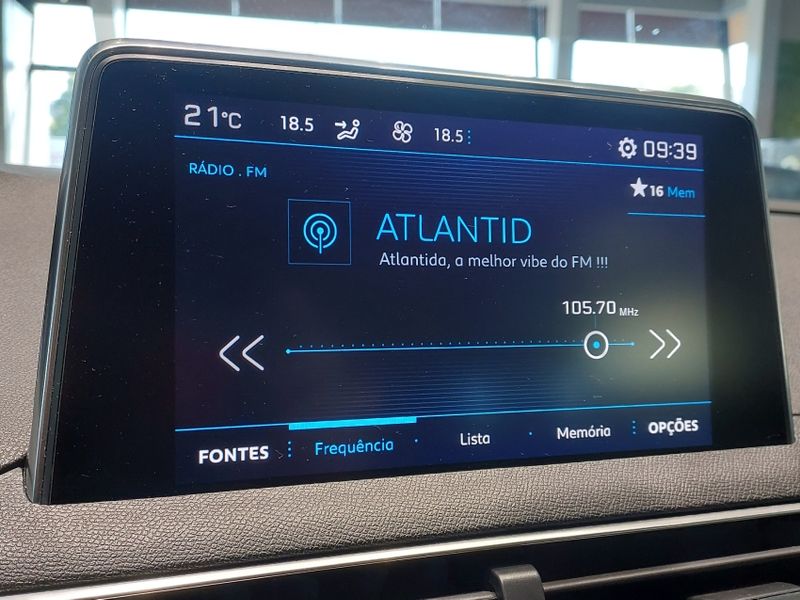 21°C 18.5 18.5 09:39
RÁDIO . FM
16 Mem
ATLANTID
Atlantida, a melhor vibe do FM !!!
105.70 MHz
FONTES Frequência Lista Memória OPÇÕES